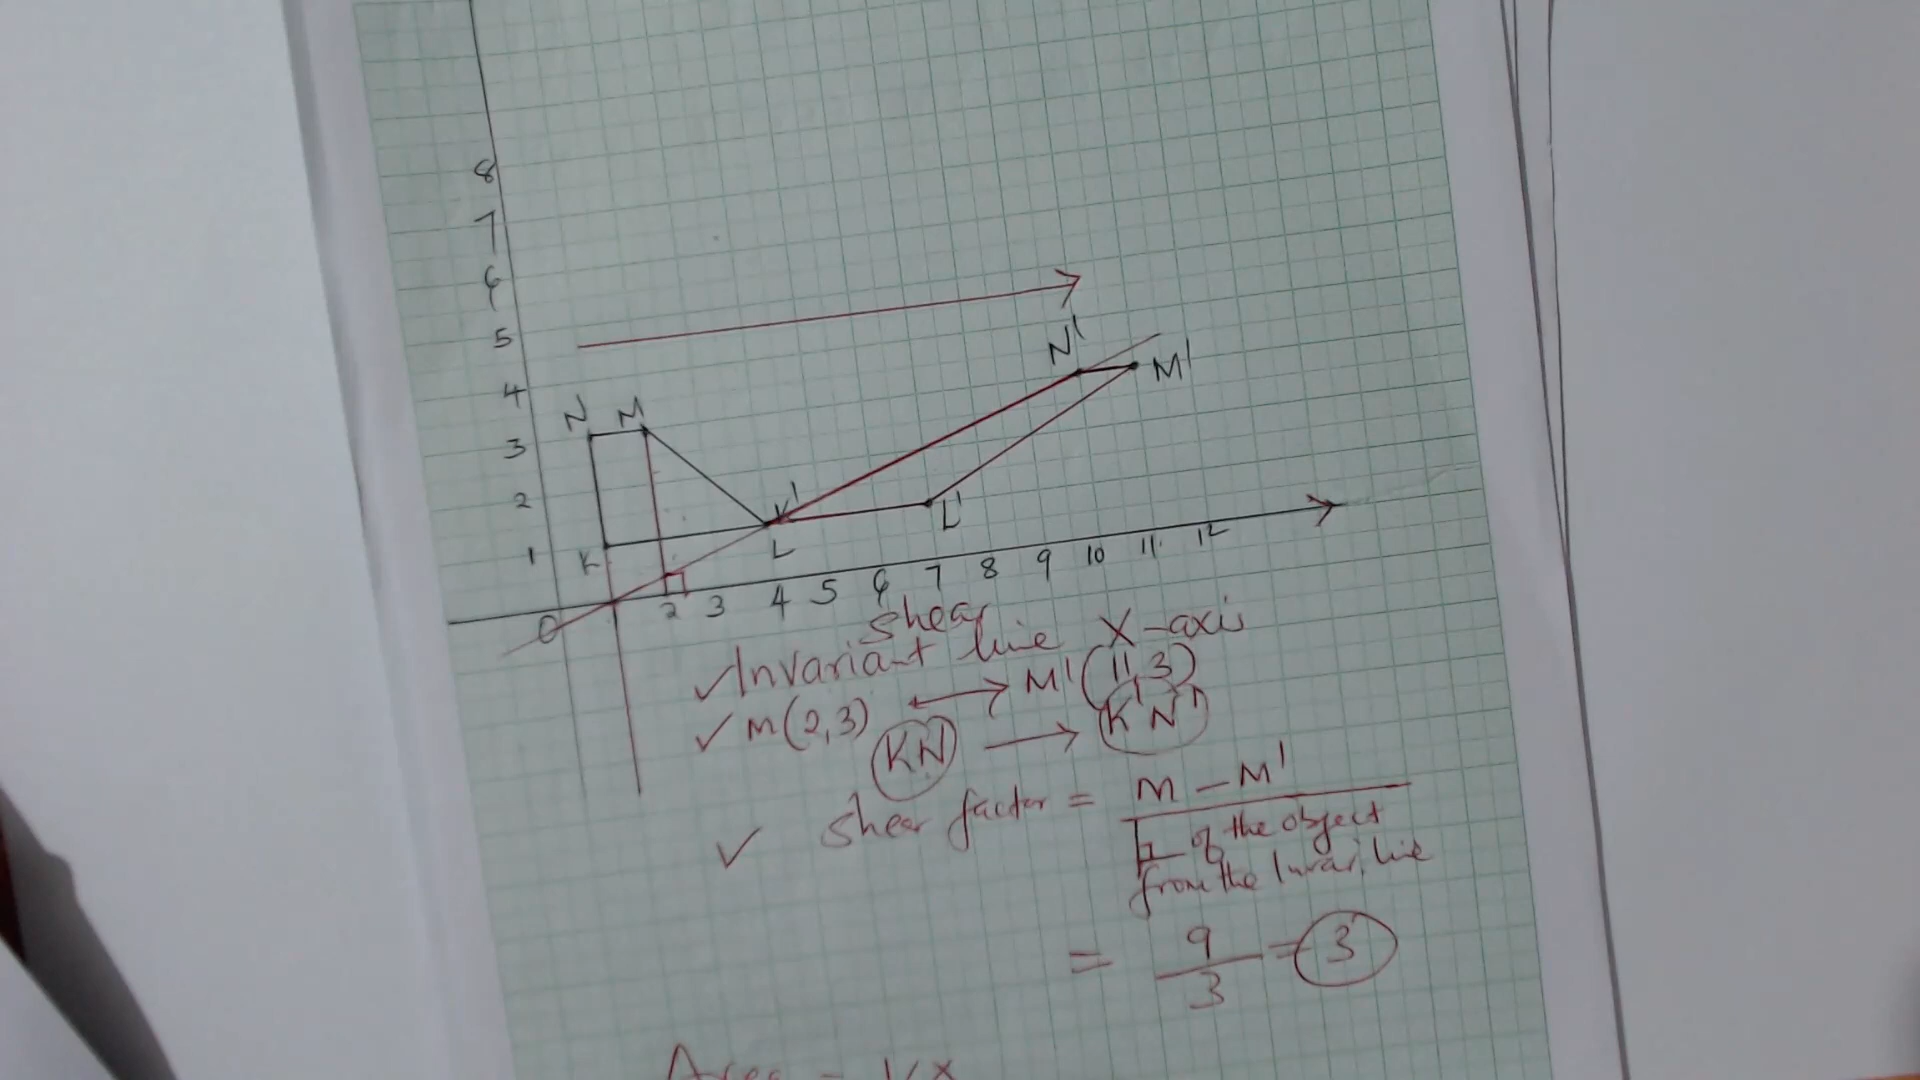 8
7
6
5
4
3
2
1
N M
N' M'
K K' L L'
0 2 3 4 5 6 7 8 9 10 11 12
Shear
✓ Invariant line X-axis
✓ M(2,3) ⟷ M'(11,3)
KN → K'N'
✓ Shear factor = M - M'
of the object
from the Invar. line
= 9/3 = 3
Area =